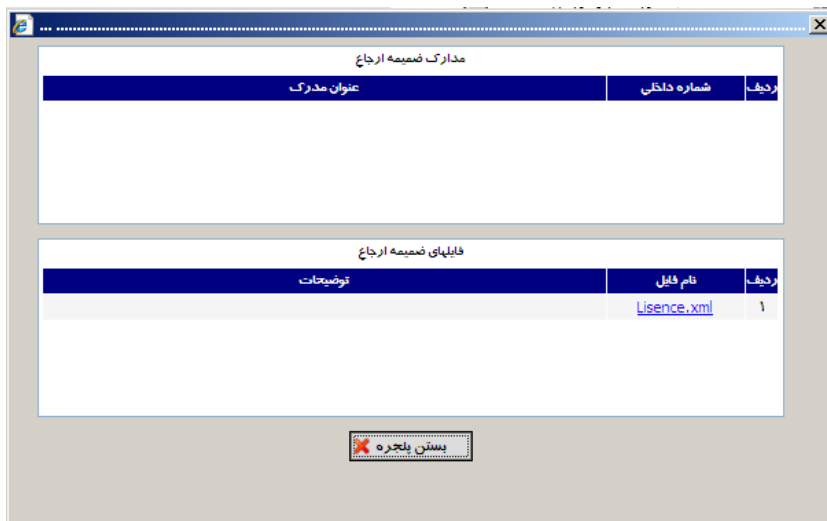 مدارک ضمیمه ارجاع
ردیف شماره داخلی عنوان مدرک
فایلهای ضمیمه ارجاع
ردیف نام فایل توضیحات
۱ Lisence.xml
بستن پنجره